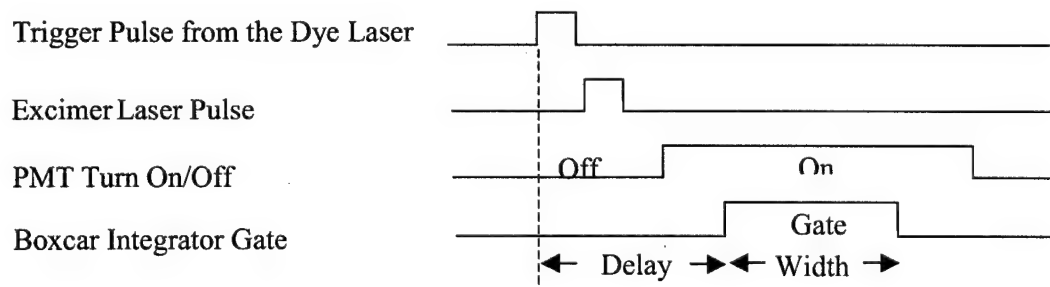 Trigger Pulse from the Dye Laser
Excimer Laser Pulse
PMT Turn On/Off
Off
On
Boxcar Integrator Gate
Gate
Delay
Width